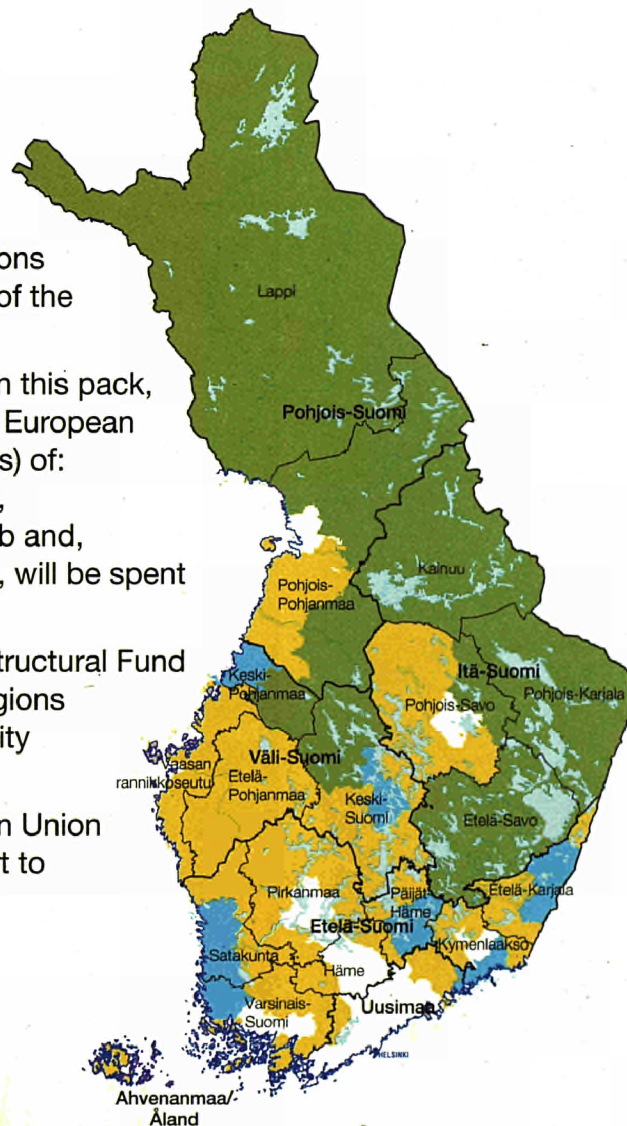 ons
of the
n this pack,
European
s) of:
,
b and,
, will be spent
tructural Fund
gions
ity
n Union
t to
Lappi
Pohjois-Suomi
Kainuu
Pohjois-
Pohjanmaa
Itä-Suomi
Pohjois-Karjala
Pohjois-Savo
Keski-
Pohjanmaa
Väli-Suomi
Vaasan
rannikkoseutu
Etelä-
Pohjanmaa
Keski-
Suomi
Etelä-Savo
Pirkanmaa
Päijät-
Häme
Etelä-Karjala
Etelä-Suomi
Kymenlaakso
Satakunta
Häme
Varsinais-
Suomi
Uusimaa
HELSINKI
Ahvenanmaa/
Åland